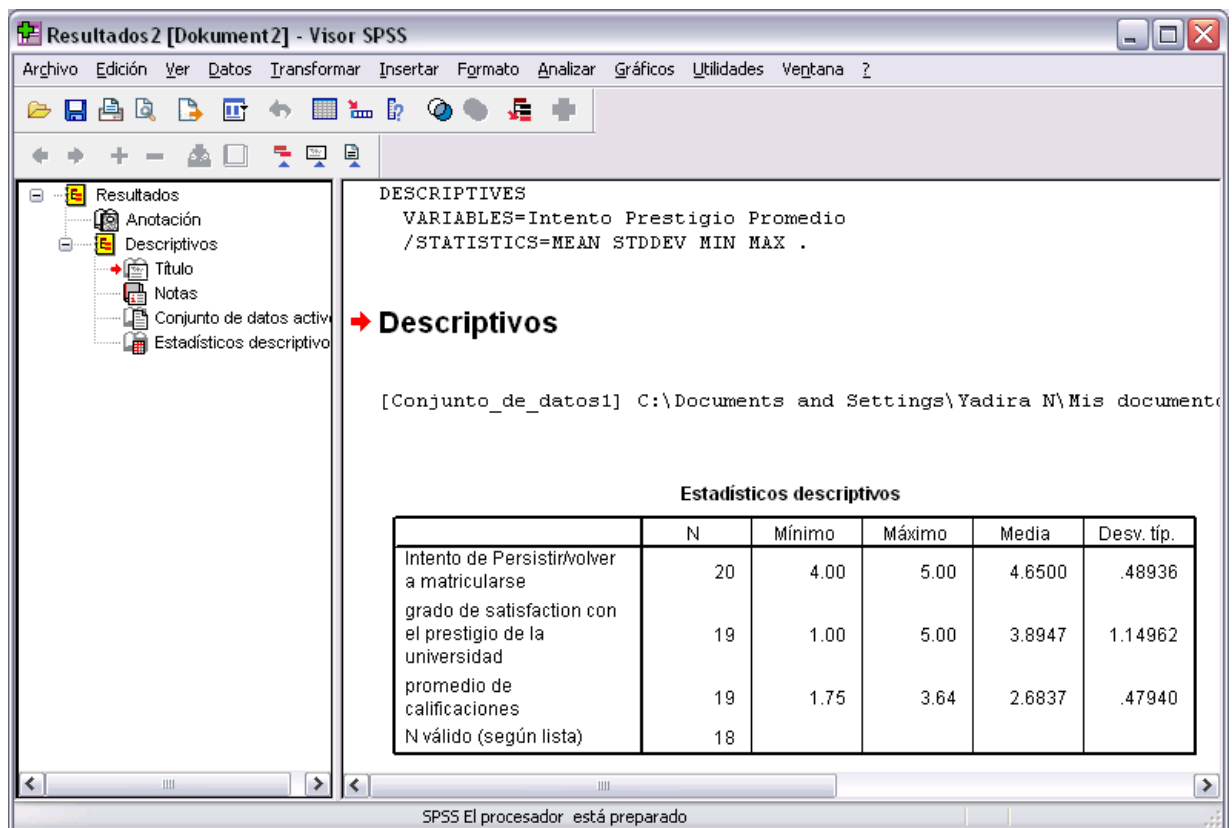 Resultados2 [Dokument2] - Visor SPSS
Archivo Edición Ver Datos Transformar Insertar Formato Analizar Gráficos Utilidades Ventana ?
Resultados
Anotación
Descriptivos
Título
Notas
Conjunto de datos activ
Estadísticos descriptivo
DESCRIPTIVES
VARIABLES=Intento Prestigio Promedio
/STATISTICS=MEAN STDDEV MIN MAX .
Descriptivos
[Conjunto_de_datos1] C:\Documents and Settings\Yadira N\Mis document
Estadísticos descriptivos
N Mínimo Máximo Media Desv. típ.
Intento de Persistir/volver
a matricularse 20 4.00 5.00 4.6500 .48936
grado de satisfaction con
el prestigio de la
universidad 19 1.00 5.00 3.8947 1.14962
promedio de
calificaciones 19 1.75 3.64 2.6837 .47940
N válido (según lista) 18
SPSS El procesador está preparado